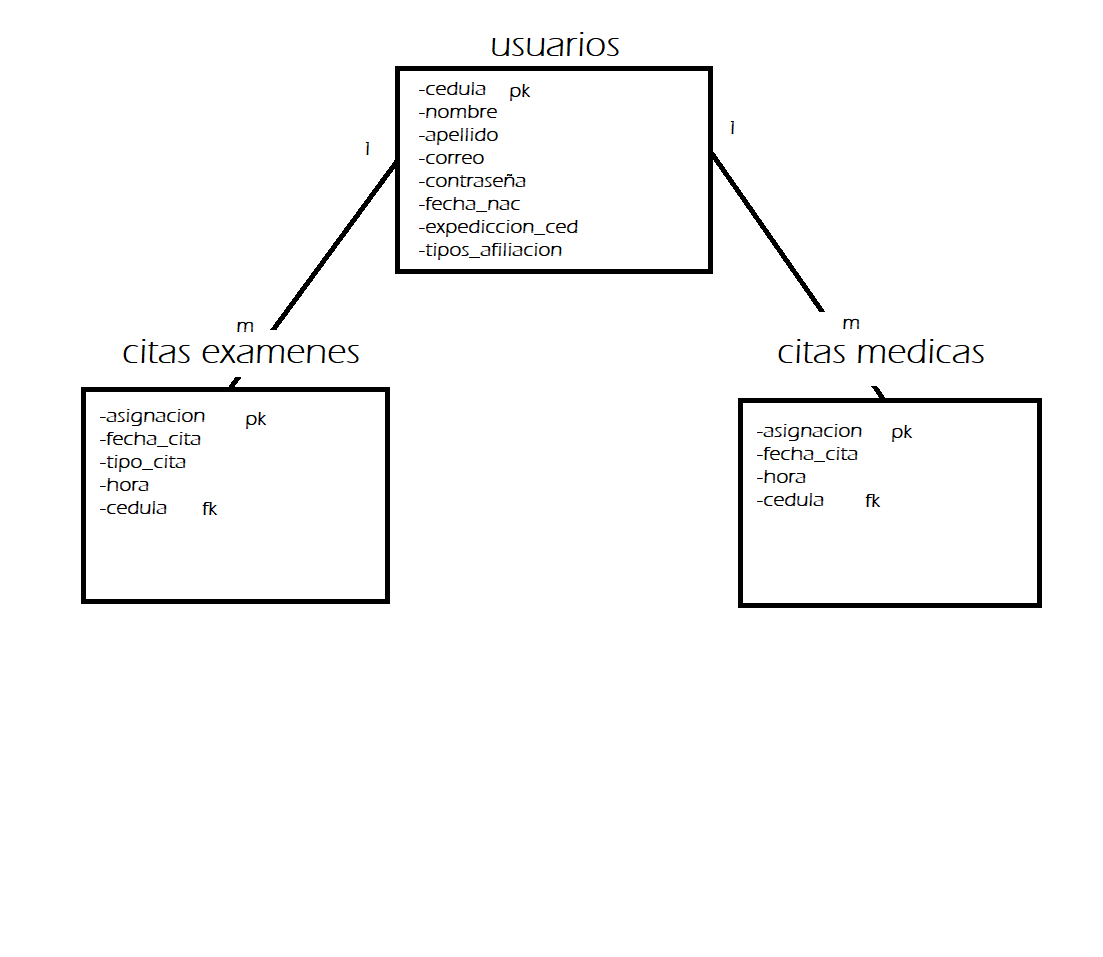 usuarios
-cedula pk
-nombre
-apellido
-correo
-contraseña
-fecha_nac
-expediccion_ced
-tipos_afiliacion
1
1
m
citas examenes
-asignacion pk
-fecha_cita
-tipo_cita
-hora
-cedula fk
m
citas medicas
-asignacion pk
-fecha_cita
-hora
-cedula fk